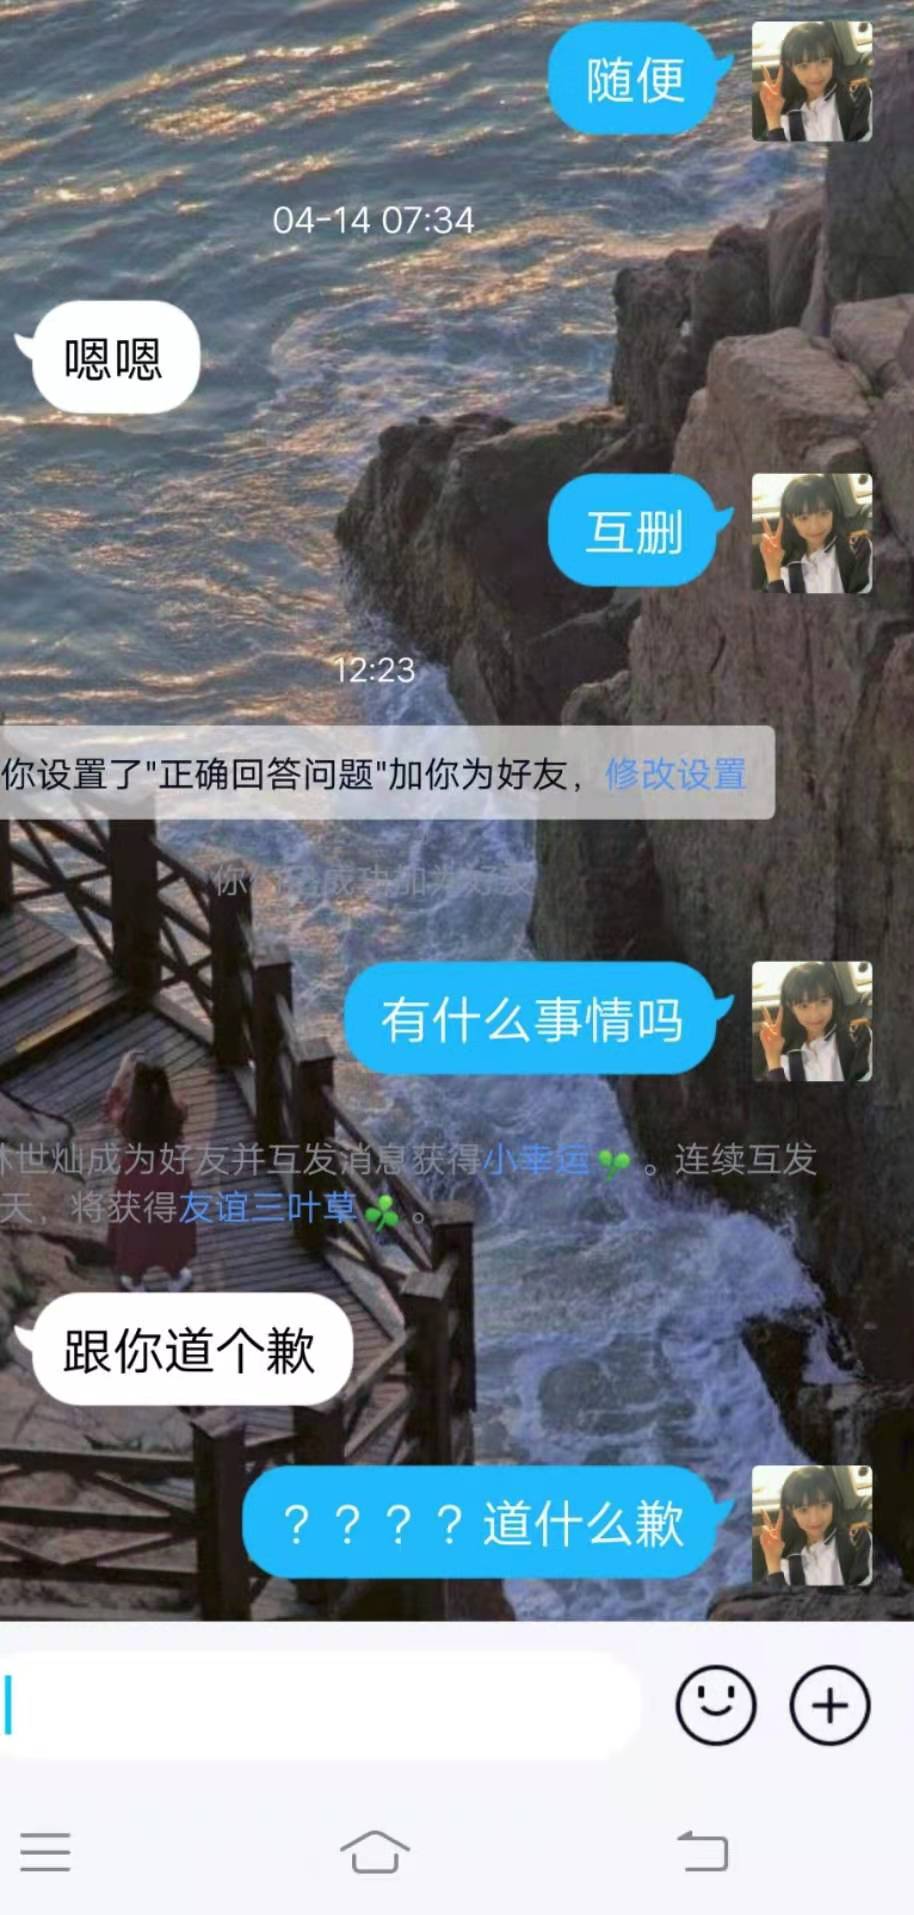 随便
04-14 07:34
嗯嗯
互删
12:23
你设置了"正确回答问题"加你为好友，修改设置
你们已成功加为好友
有什么事情吗
林世灿成为好友并互发消息获得小幸运。连续互发
天，将获得友谊三叶草。
跟你道个歉
？？？？道什么歉